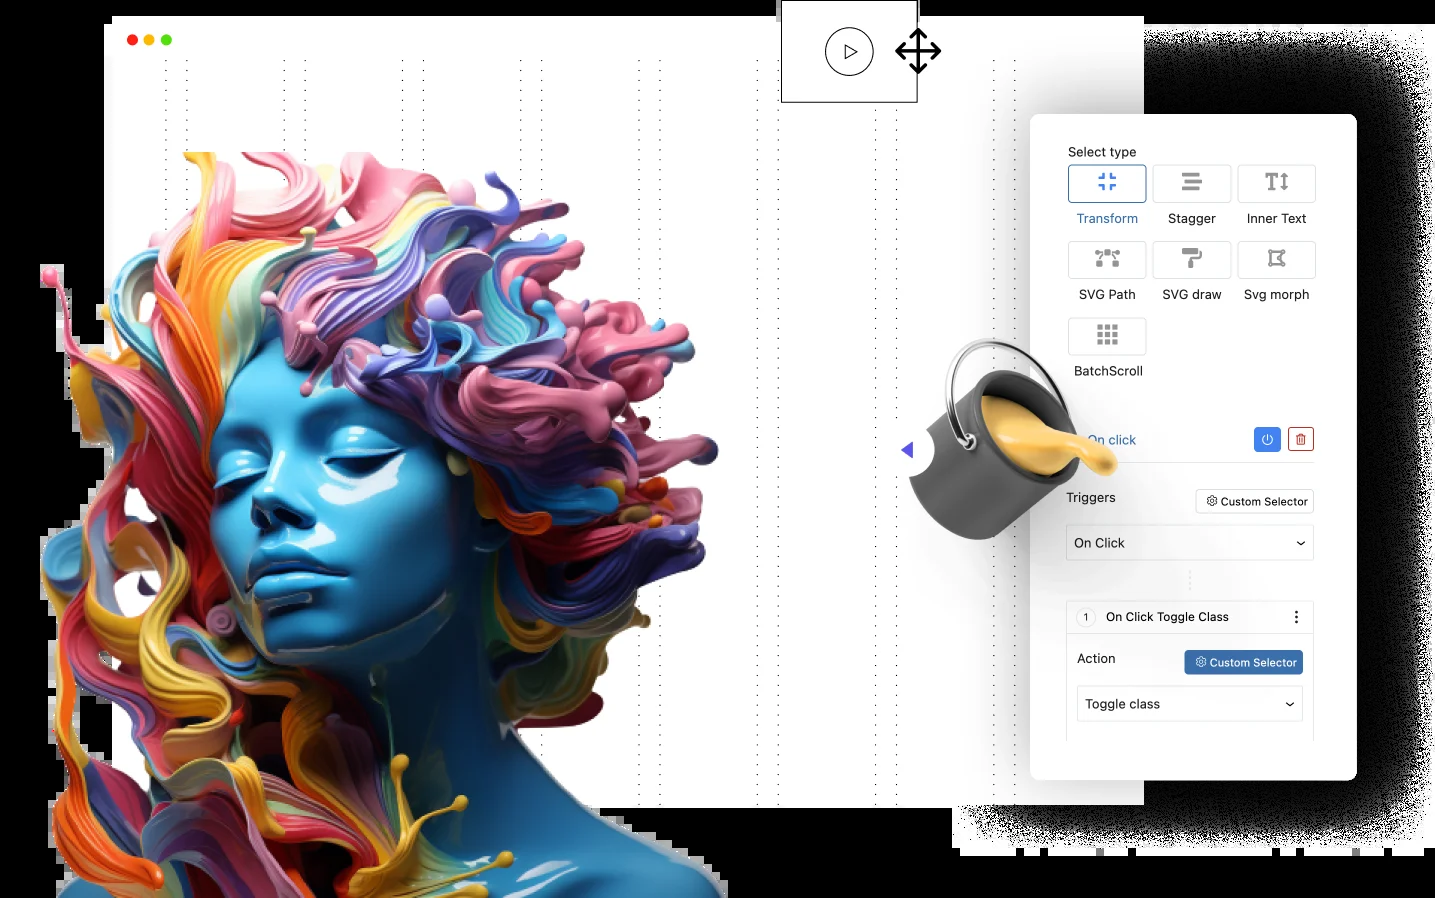 Select type
Transform
Stagger
Inner Text
SVG Path
SVG draw
Svg morph
BatchScroll
On click
Triggers
Custom Selector
On Click
1
On Click Toggle Class
Action
Custom Selector
Toggle class